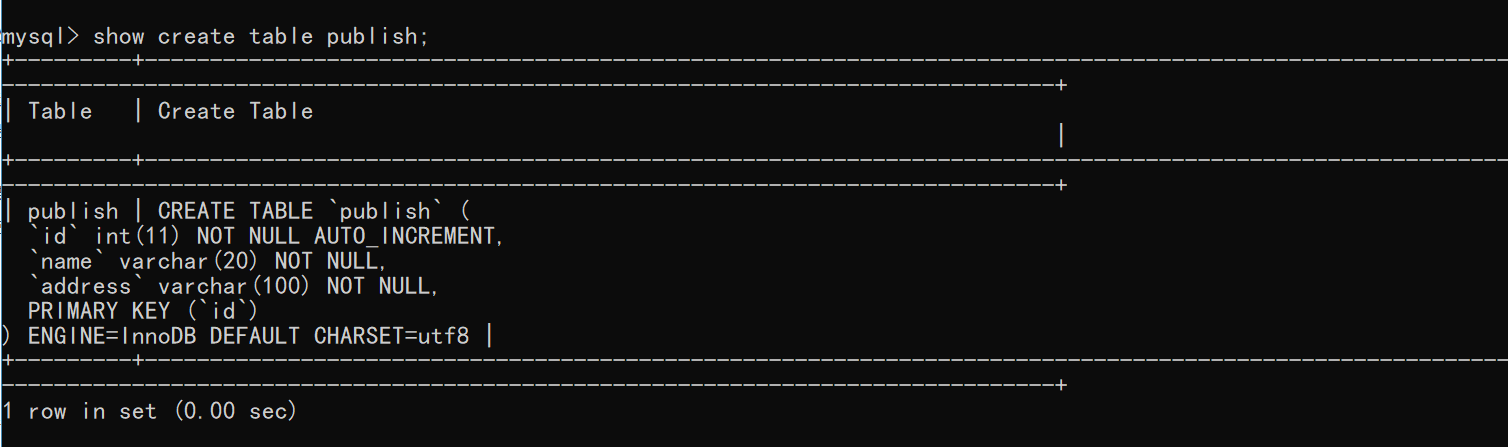 mysql> show create table publish;
+---------+--------------------------------------------------------------------------------------------------------
---------------------------------------------------------------------------------+
| Table   | Create Table
                                                                                 |
+---------+--------------------------------------------------------------------------------------------------------
---------------------------------------------------------------------------------+
| publish | CREATE TABLE `publish` (
  `id` int(11) NOT NULL AUTO_INCREMENT,
  `name` varchar(20) NOT NULL,
  `address` varchar(100) NOT NULL,
  PRIMARY KEY (`id`)
) ENGINE=InnoDB DEFAULT CHARSET=utf8 |
+---------+--------------------------------------------------------------------------------------------------------
---------------------------------------------------------------------------------+
1 row in set (0.00 sec)